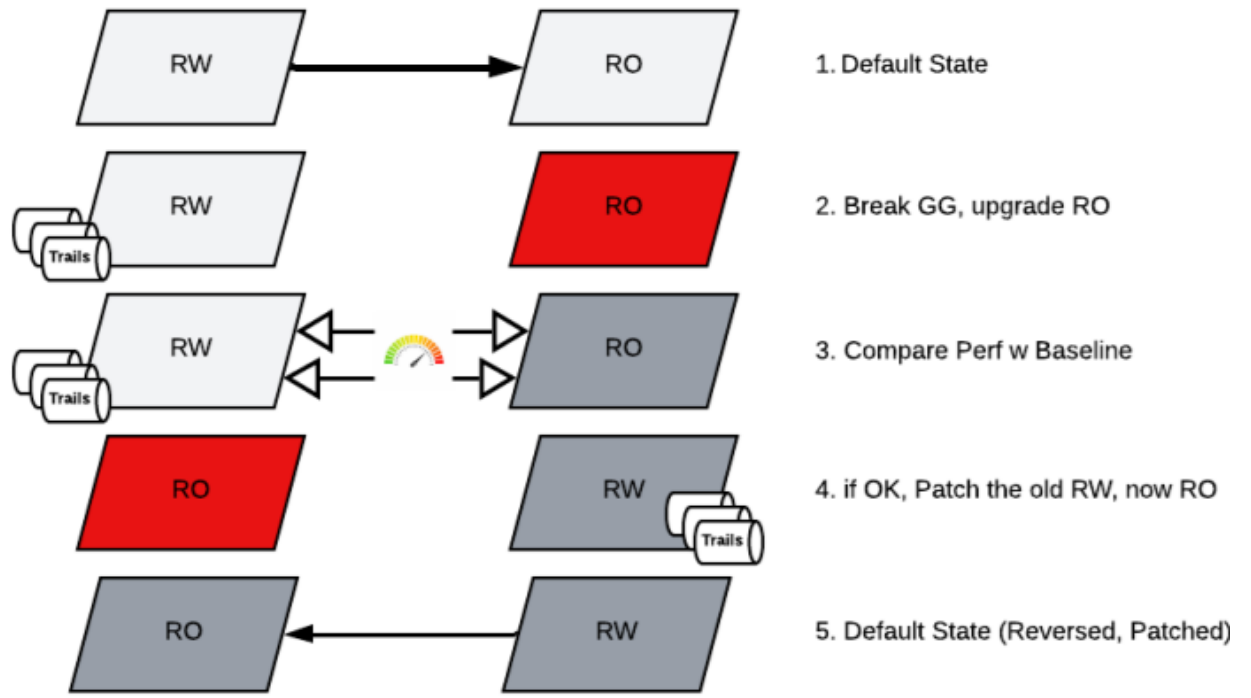 RW RO 1. Default State
RW RO 2. Break GG, upgrade RO
Trails
RW RO 3. Compare Perf w Baseline
Trails
RO RW 4. if OK, Patch the old RW, now RO
Trails
RO RW 5. Default State (Reversed, Patched)